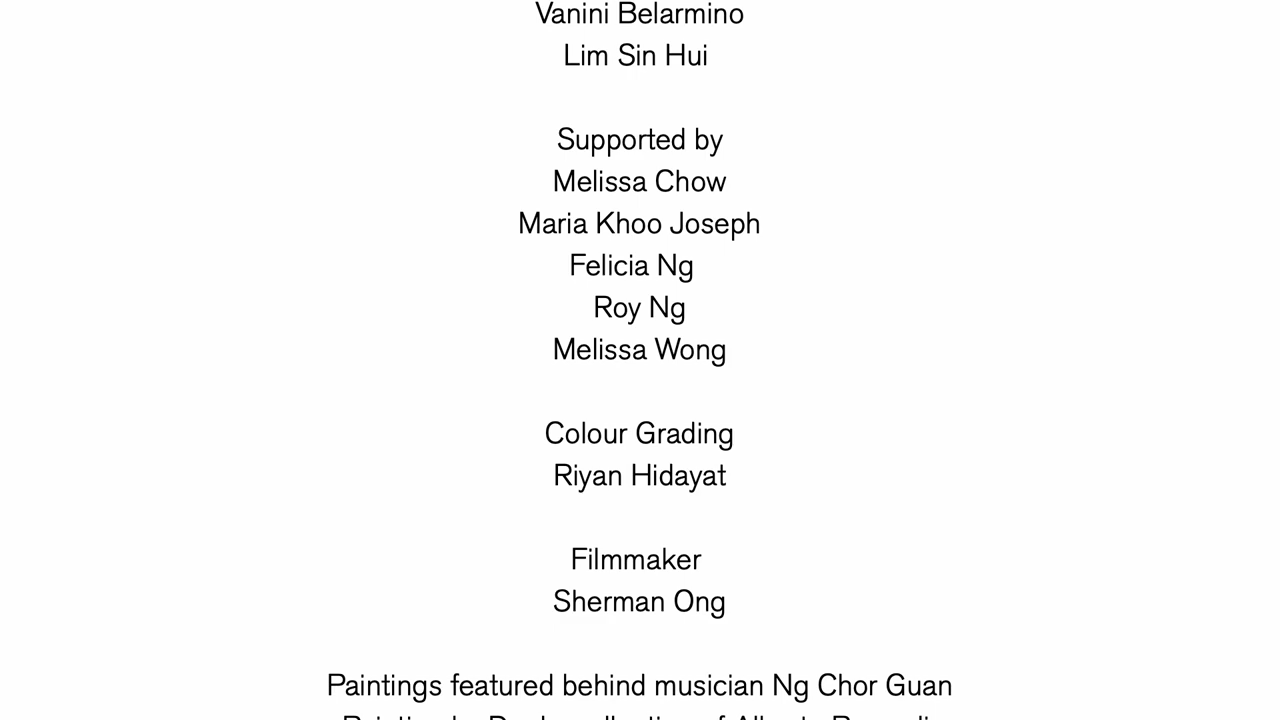 Vanini Belarmino
Lim Sin Hui
Supported by
Melissa Chow
Maria Khoo Joseph
Felicia Ng
Roy Ng
Melissa Wong
Colour Grading
Riyan Hidayat
Filmmaker
Sherman Ong
Paintings featured behind musician Ng Chor Guan